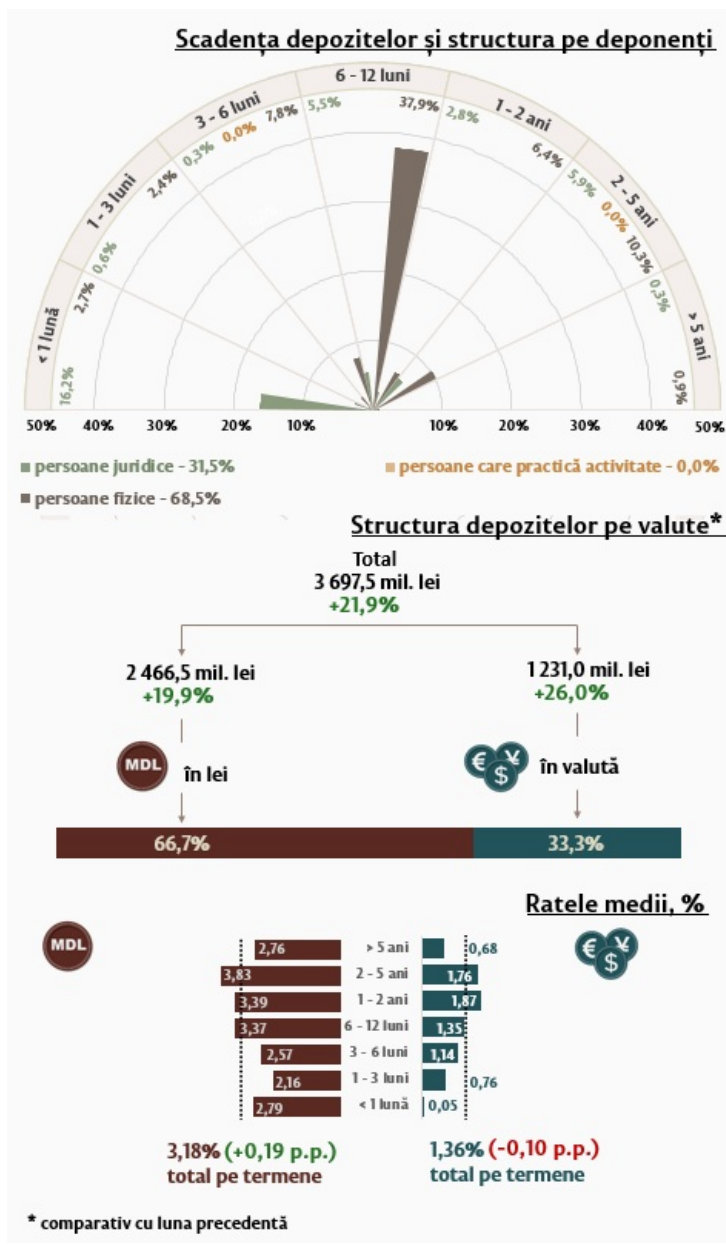 Scadența depozitelor și structura pe deponenți
6 - 12 luni
3 - 6 luni
1 - 2 ani
1 - 3 luni
2 - 5 ani
< 1 lună
> 5 ani
16,2%
2,7%
0,6%
2,4%
0,3%
0,0%
7,8%
5,5%
37,9%
2,8%
6,4%
5,9%
0,0%
10,3%
0,3%
0,9%
50% 40% 30% 20% 10% 10% 20% 30% 40% 50%
persoane juridice - 31,5%
persoane care practică activitate - 0,0%
persoane fizice - 68,5%
Structura depozitelor pe valute*
Total
3 697,5 mil. lei
+21,9%
2 466,5 mil. lei
+19,9%
1 231,0 mil. lei
+26,0%
MDL
în lei
€ ¥ $
în valută
66,7%
33,3%
Ratele medii, %
MDL
€ ¥ $
2,76 > 5 ani 0,68
3,83 2 - 5 ani 1,76
3,39 1 - 2 ani 1,87
3,37 6 - 12 luni 1,35
2,57 3 - 6 luni 1,14
2,16 1 - 3 luni 0,76
2,79 < 1 lună 0,05
3,18% (+0,19 p.p.)
total pe termene
1,36% (-0,10 p.p.)
total pe termene
* comparativ cu luna precedentă